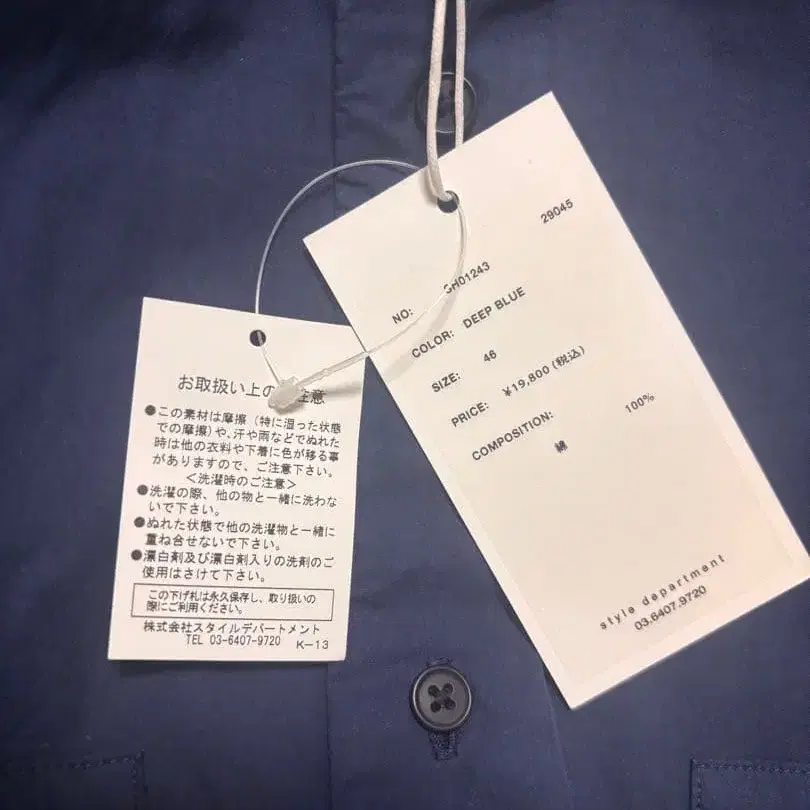 お取扱い上の 注意
●この素材は摩擦（特に湿った状態
での摩擦）や、汗や雨などでぬれた
時は他の衣料や下着に色が移る事
がありますので、ご注意下さい。
＜洗濯時のご注意＞
●洗濯の際、他の物と一緒に洗わな
いで下さい。
●ぬれた状態で他の洗濯物と一緒に
重ね合せないで下さい。
●漂白剤及び漂白剤入りの洗剤のご
使用はさけて下さい。
この下げ札は永久保存し、取り扱いの
際にご利用ください。
株式会社スタイルデパートメント
TEL 03-6407-9720 K-13
29045
NO: SH01243
COLOR: DEEP BLUE
SIZE: 46
PRICE: ¥19,800(税込)
COMPOSITION:
綿 100%
style department
03.6407.9720